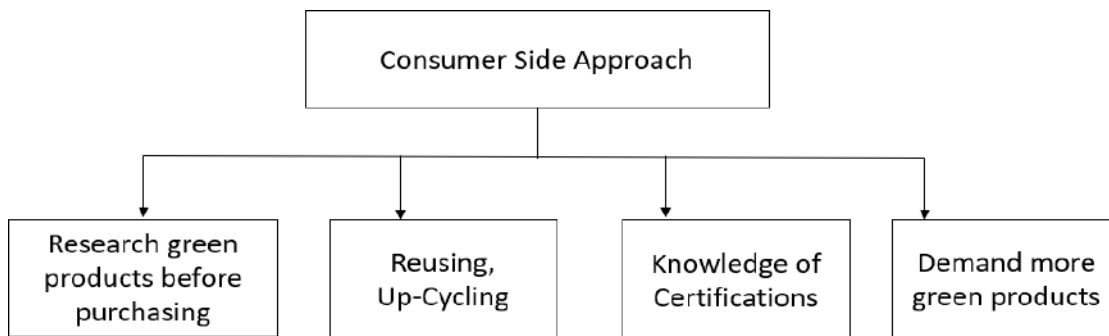 Consumer Side Approach
Research green
products before
purchasing
Reusing,
Up-Cycling
Knowledge of
Certifications
Demand more
green products